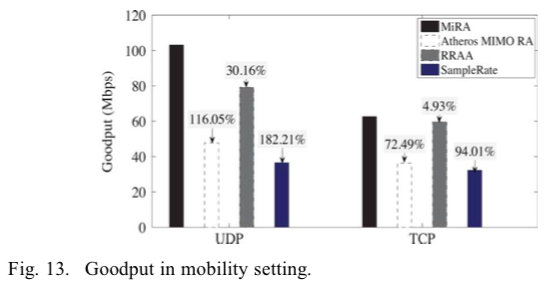 120
100
80
60
40
20
0
Goodput (Mbps)
MiRA
Atheros MIMO RA
RRAA
SampleRate
116.05%
30.16%
182.21%
72.49%
4.93%
94.01%
UDP
TCP
Fig. 13. Goodput in mobility setting.